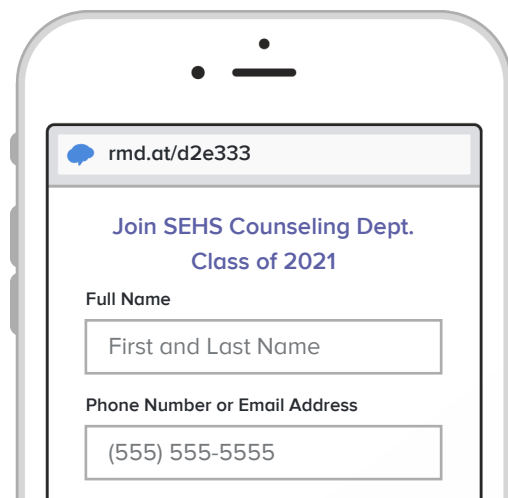 rmd.at/d2e333
Join SEHS Counseling Dept.
Class of 2021
Full Name
First and Last Name
Phone Number or Email Address
(555) 555-5555